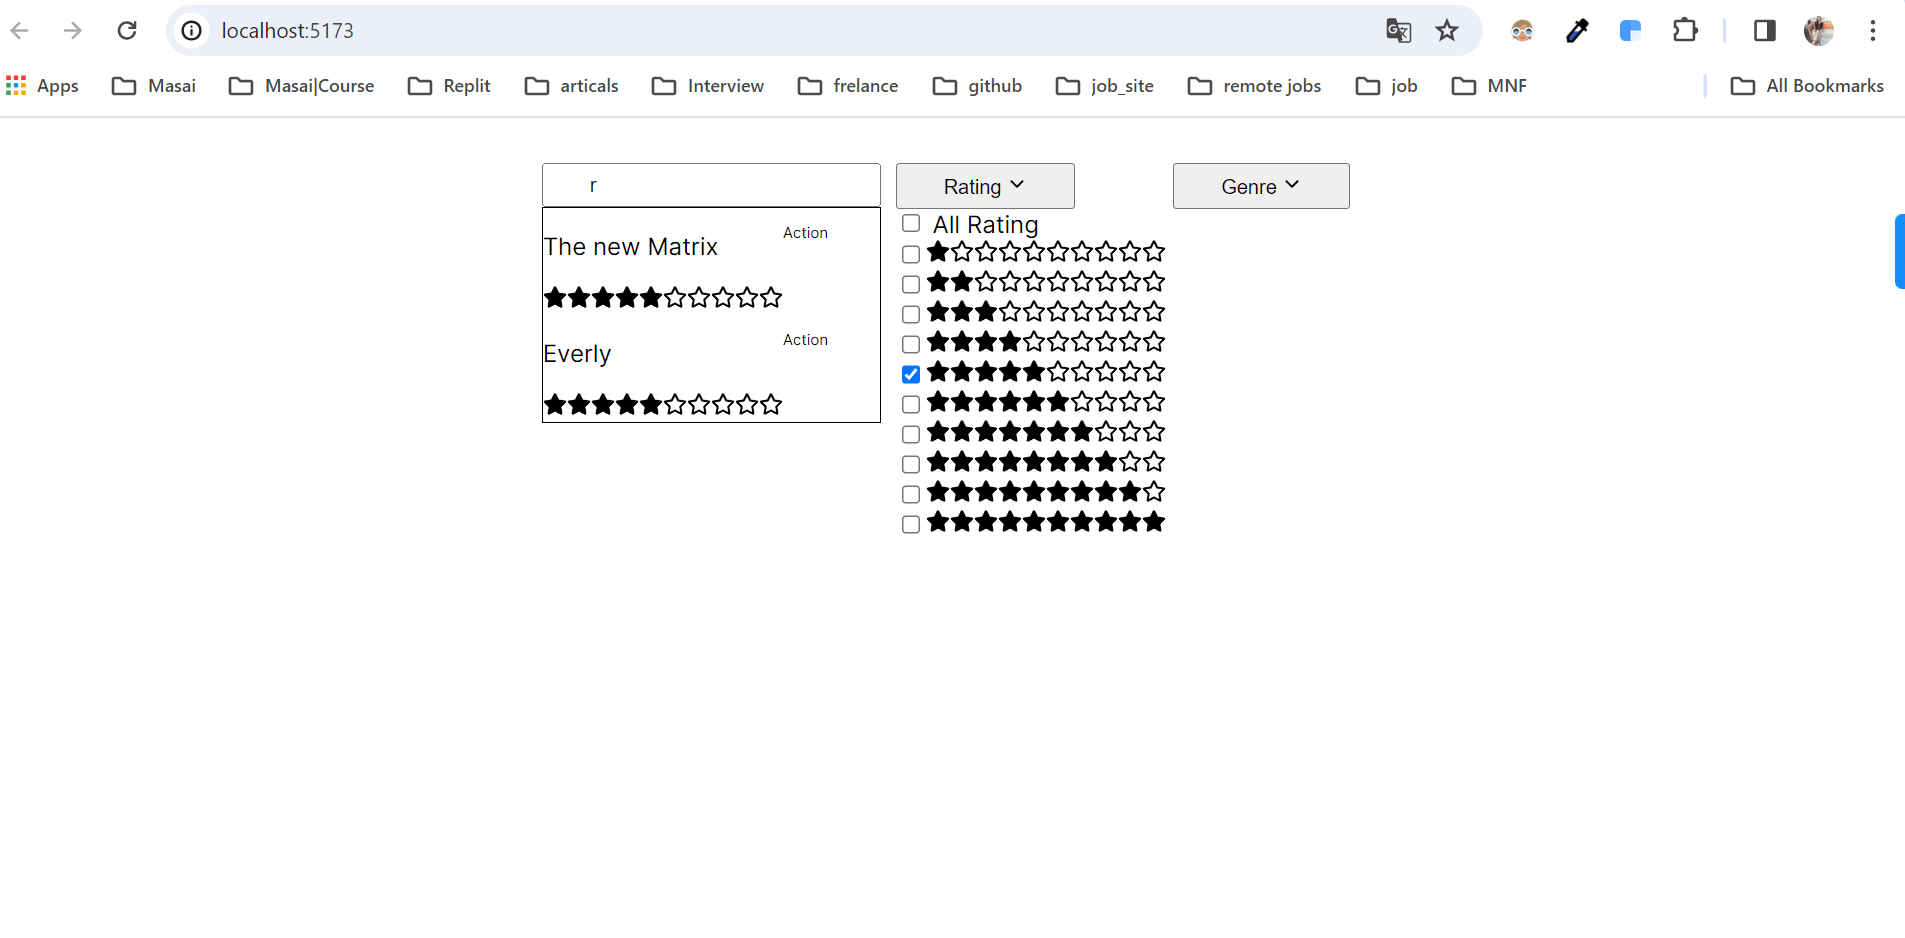 localhost:5173
Apps Masai Masai|Course Replit articals Interview frelance github job_site remote jobs job MNF All Bookmarks
r Rating Genre
All Rating
The new Matrix Action
Everly Action